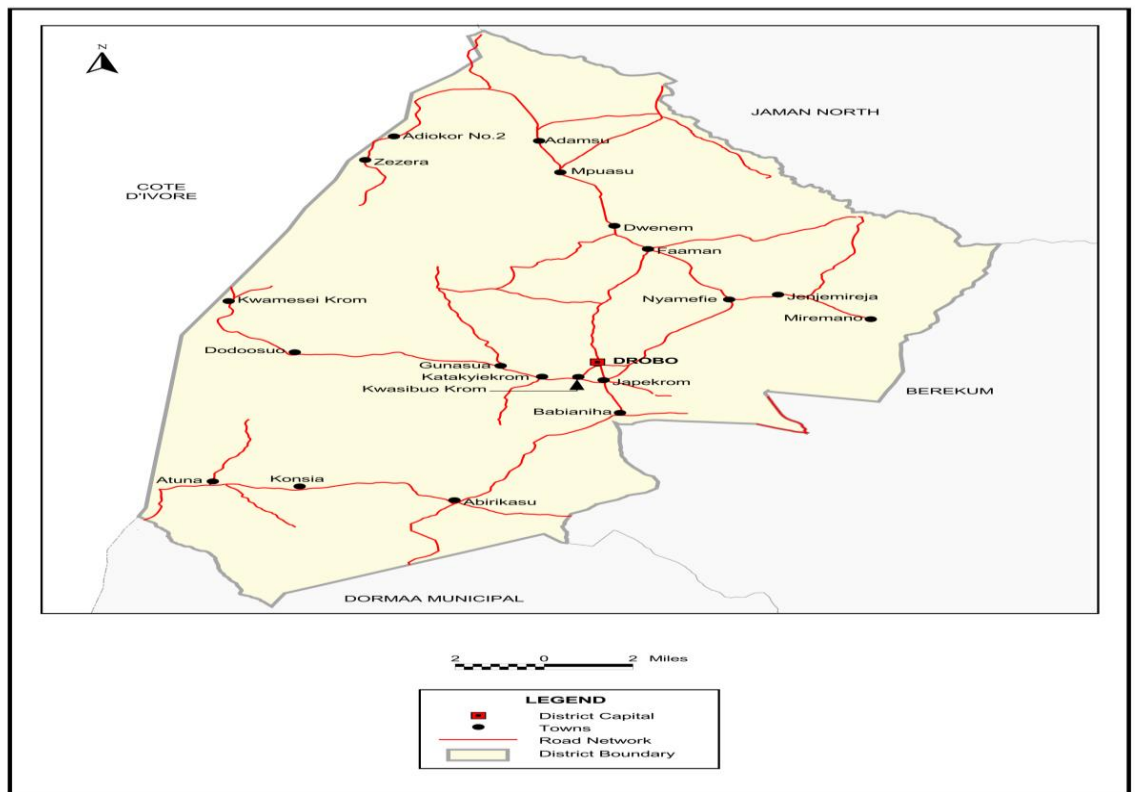 N
JAMAN NORTH
Adiokor No.2
Adamsu
Zezera
Mpuasu
COTE
D'IVORE
Dwenem
Faaman
Kwamesei Krom
Nyamefie
Jenjemireja
Miremano
Dodoosuo
DROBO
Gunasua
Katakyiekrom
Japekrom
Kwasibuo Krom
BEREKUM
Babianiha
Atuna
Konsia
Abirikasu
DORMAA MUNICIPAL
2 0 2 Miles
LEGEND
District Capital
Towns
Road Network
District Boundary